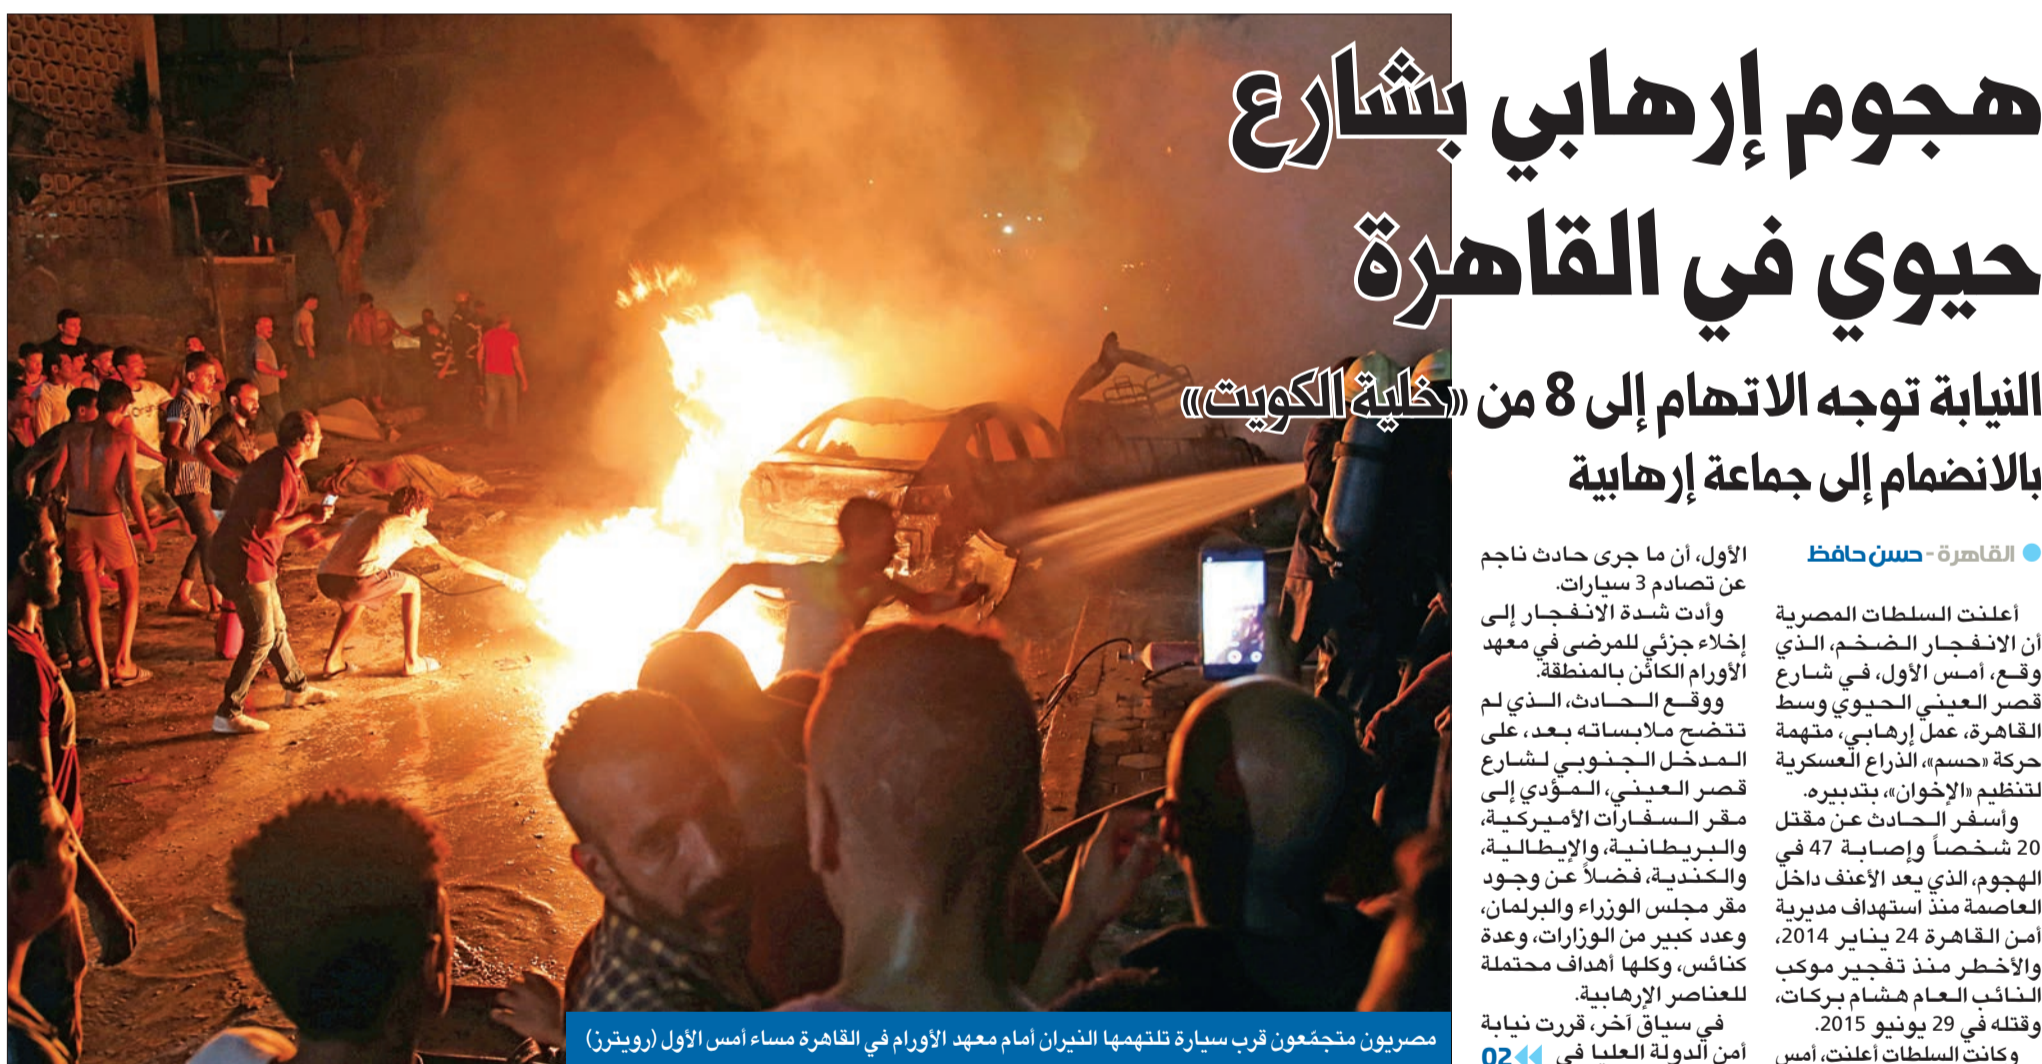 هجوم إرهابي بشارع
حيوي في القاهرة
النيابة توجه الاتهام إلى 8 من «خلية الكويت»
بالانضمام إلى جماعة إرهابية
القاهرة - حسن حافظ
أعلنت السلطات المصرية
أن الانفجار الضخم، الذي
وقع، أمس الأول، في شارع
قصر العيني الحيوي وسط
القاهرة، عمل إرهابي، متهمة
حركة «حسم»، الذراع العسكرية
لتنظيم «الإخوان»، بتدبيره.
وأسفر الحادث عن مقتل
20 شخصاً وإصابة 47 في
الهجوم، الذي يعد الأعنف داخل
العاصمة منذ استهداف مديرية
أمن القاهرة 24 يناير 2014،
والأخطر منذ تفجير موكب
النائب العام هشام بركات،
وقتله في 29 يونيو 2015.
وكانت السلطات أعلنت، أمس
الأول، أن ما جرى حادث ناجم
عن تصادم 3 سيارات.
وأدت شدة الانفجار إلى
إخلاء جزئي للمرضى في معهد
الأورام الكائن بالمنطقة.
ووقع الحادث، الذي لم
تتضح ملابساته بعد، على
المدخل الجنوبي لشارع
قصر العيني، المؤدي إلى
مقر السفارات الأميركية،
والبريطانية، والإيطالية،
والكندية، فضلاً عن وجود
مقر مجلس الوزراء والبرلمان،
وعدد كبير من الوزارات، وعدة
كنائس، وكلها أهداف محتملة
للعناصر الإرهابية.
في سياق آخر، قررت نيابة
أمن الدولة العليا في 02
مصريون متجمّعون قرب سيارة تلتهمها النيران أمام معهد الأورام في القاهرة مساء أمس الأول (رويترز)